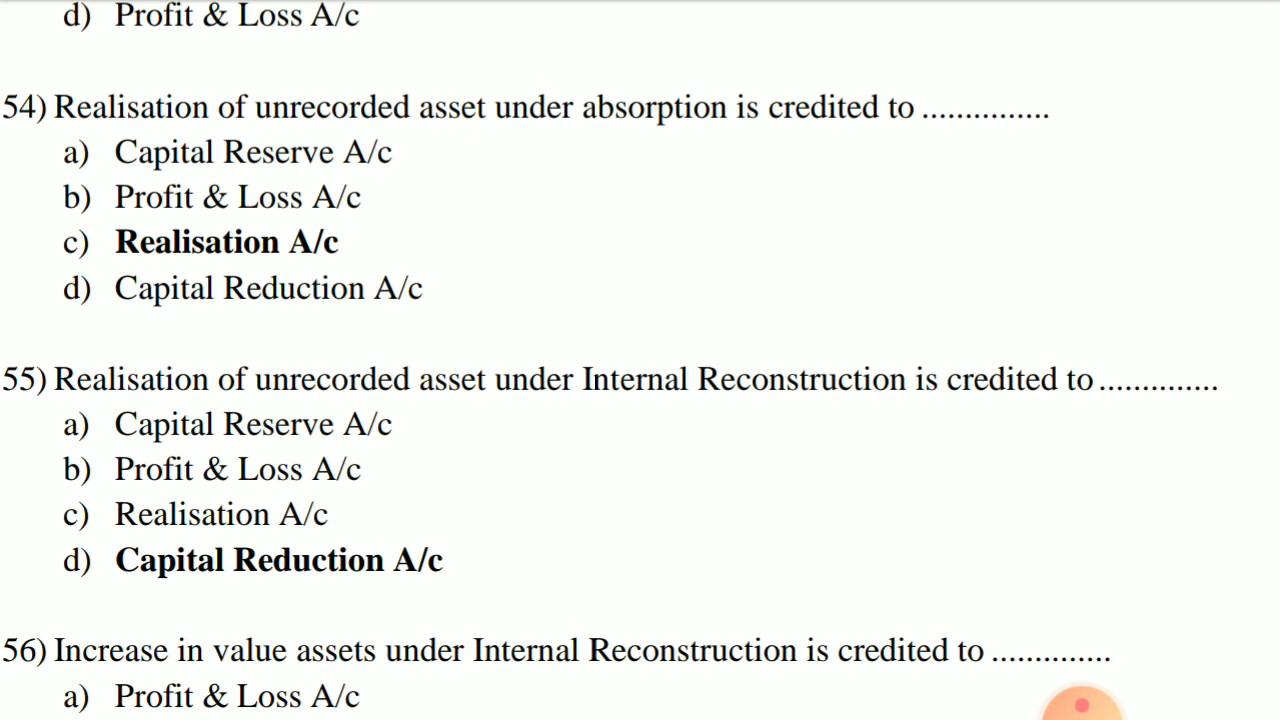 d) Profit & Loss A/c
54) Realisation of unrecorded asset under absorption is credited to ...............
a) Capital Reserve A/c
b) Profit & Loss A/c
c) Realisation A/c
d) Capital Reduction A/c
55) Realisation of unrecorded asset under Internal Reconstruction is credited to ..............
a) Capital Reserve A/c
b) Profit & Loss A/c
c) Realisation A/c
d) Capital Reduction A/c
56) Increase in value assets under Internal Reconstruction is credited to ..............
a) Profit & Loss A/c